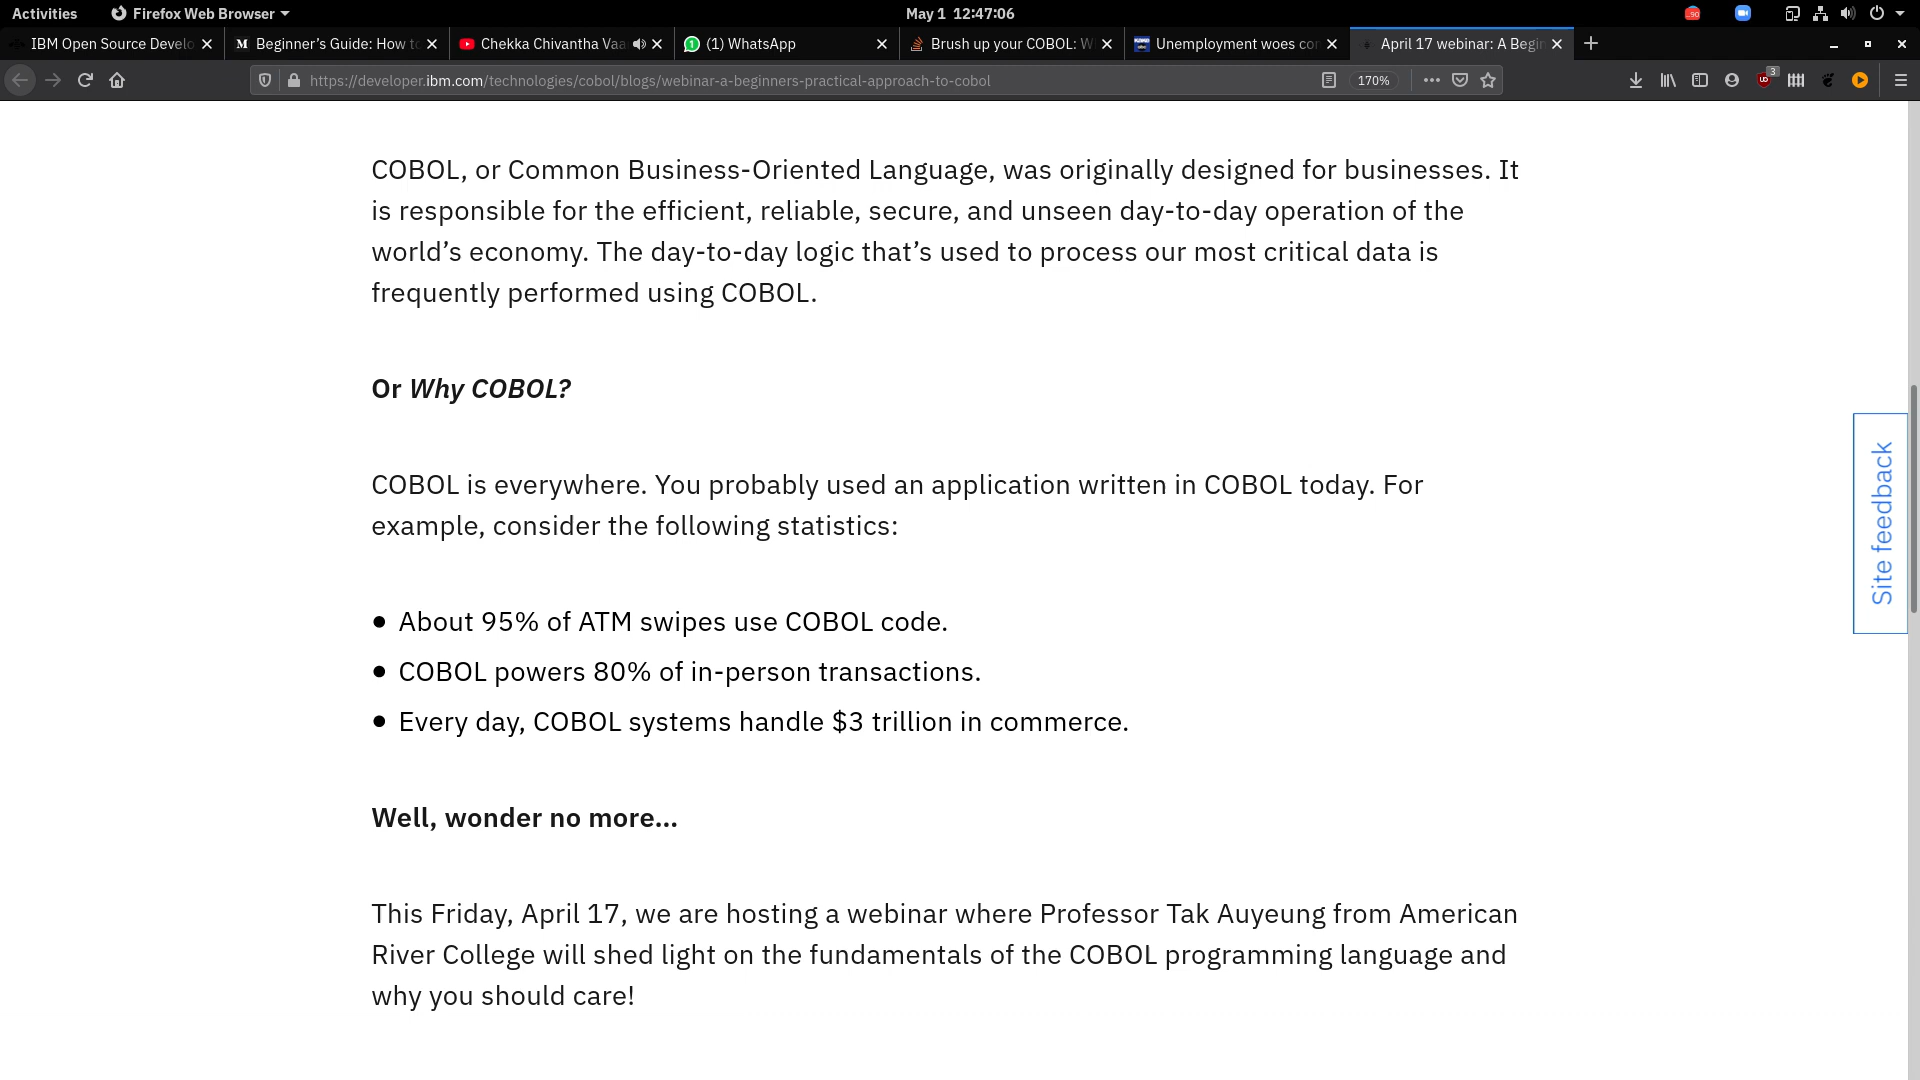 Activities
Firefox Web Browser
May 1 12:47:06
IBM Open Source Develo
Beginner’s Guide: How to
Chekka Chivantha Vaa
(1) WhatsApp
Brush up your COBOL: W
Unemployment woes con
April 17 webinar: A Begin
https://developer.ibm.com/technologies/cobol/blogs/webinar-a-beginners-practical-approach-to-cobol
170%
3
COBOL, or Common Business-Oriented Language, was originally designed for businesses. It
is responsible for the efficient, reliable, secure, and unseen day-to-day operation of the
world’s economy. The day-to-day logic that’s used to process our most critical data is
frequently performed using COBOL.
Or Why COBOL?
COBOL is everywhere. You probably used an application written in COBOL today. For
example, consider the following statistics:
• About 95% of ATM swipes use COBOL code.
• COBOL powers 80% of in-person transactions.
• Every day, COBOL systems handle $3 trillion in commerce.
Well, wonder no more...
This Friday, April 17, we are hosting a webinar where Professor Tak Auyeung from American
River College will shed light on the fundamentals of the COBOL programming language and
why you should care!
Site feedback